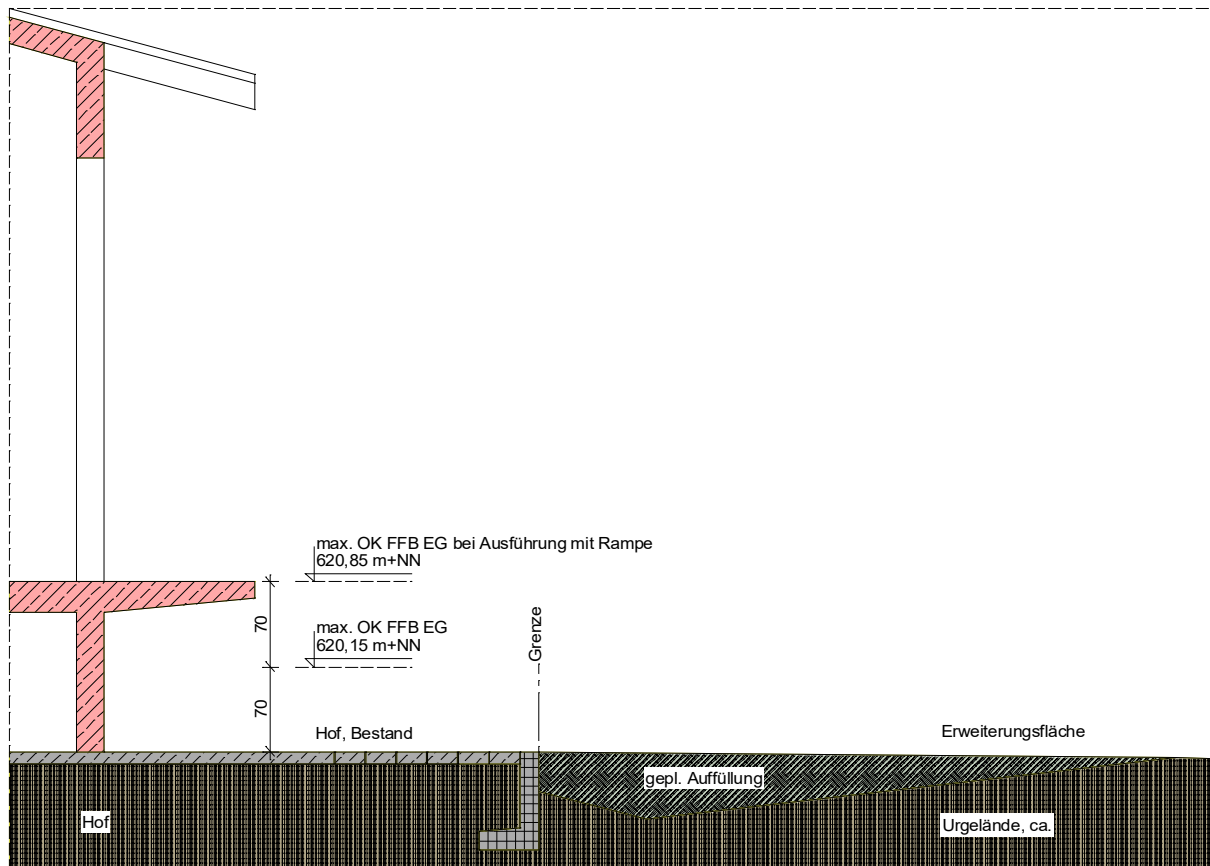 max. OK FFB EG bei Ausführung mit Rampe
620,85 m+NN
70
max. OK FFB EG
620,15 m+NN
Grenze
70
Hof, Bestand
Erweiterungsfläche
gepl. Auffüllung
Hof
Urgelände, ca.